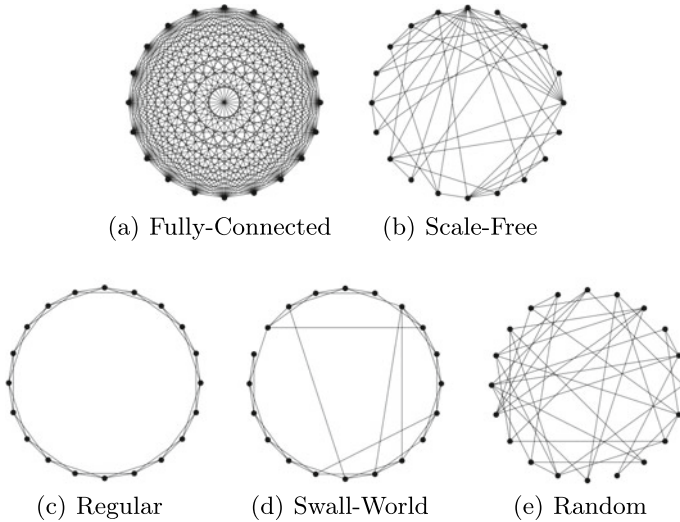 (a) Fully-Connected
(b) Scale-Free
(c) Regular
(d) Swall-World
(e) Random